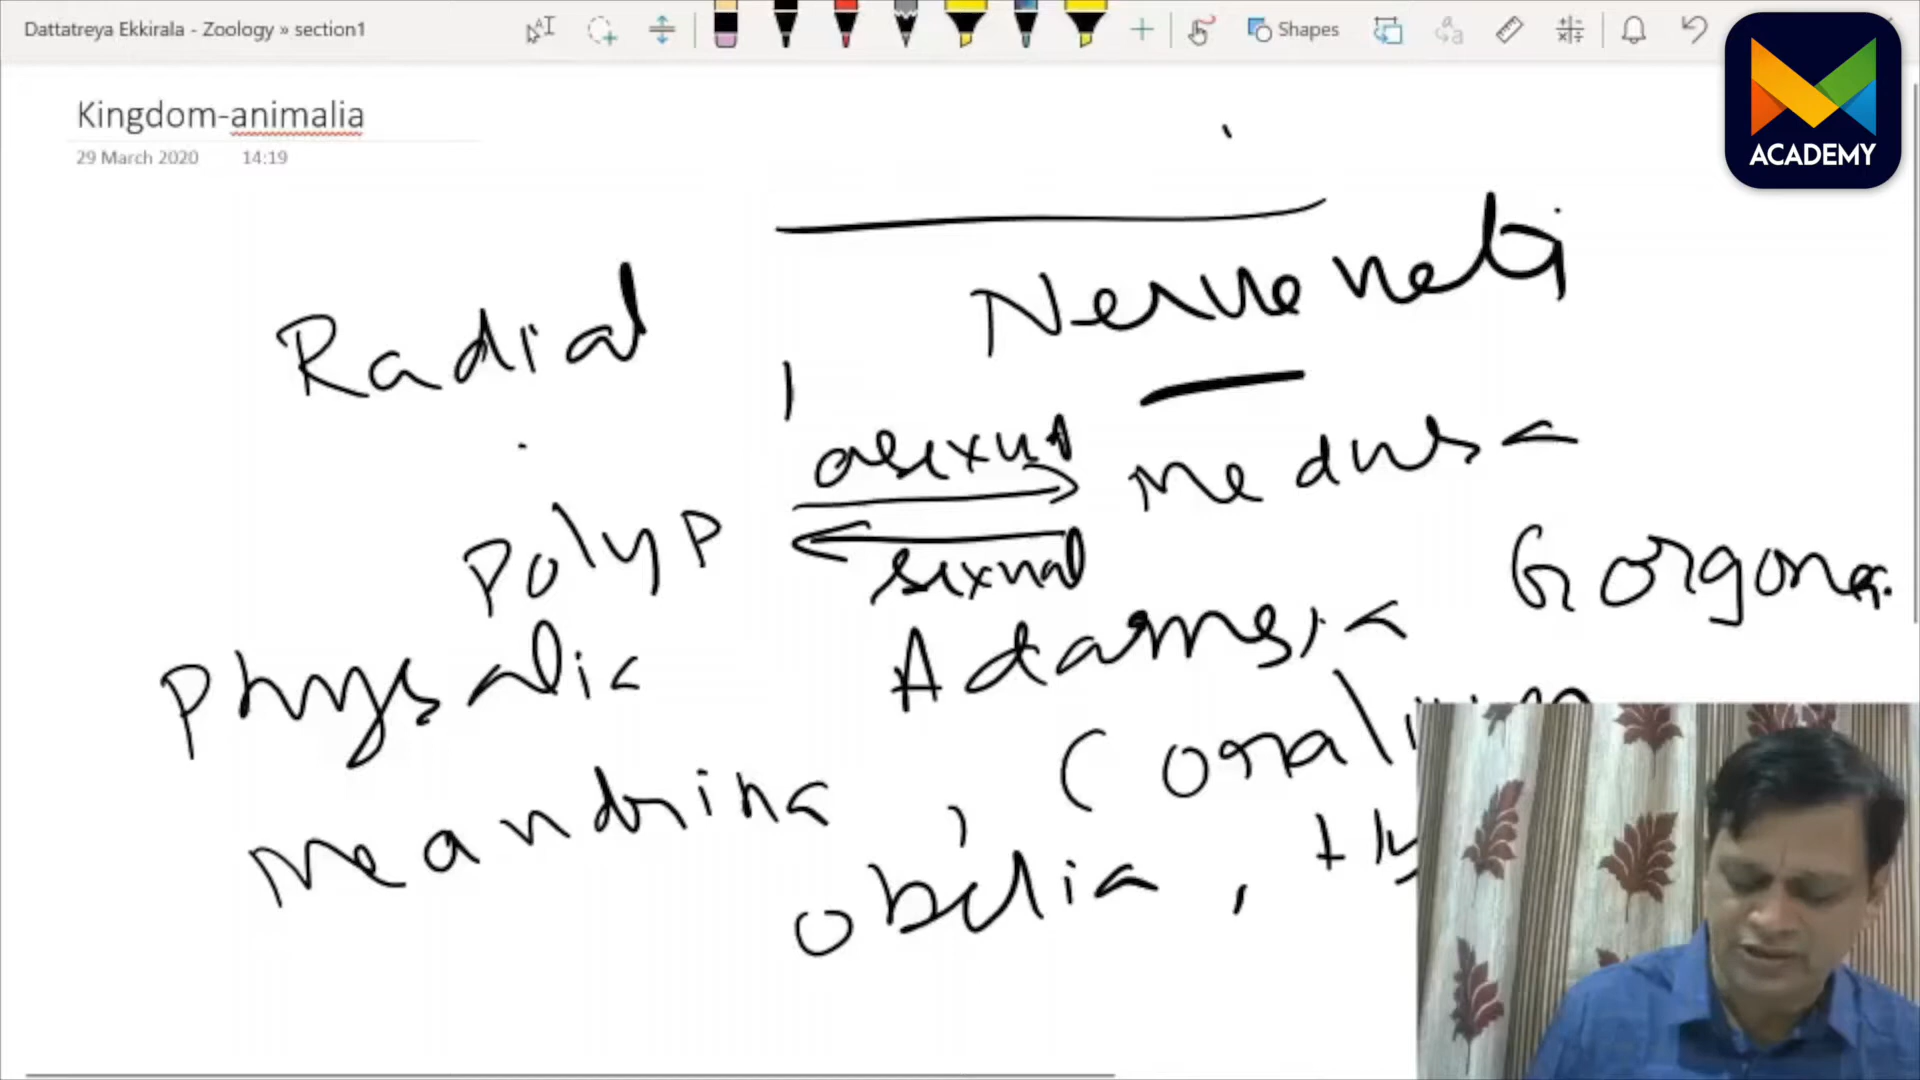 Dattatreya Ekkirala - Zoology » section1
Shapes
ACADEMY
Kingdom-animalia
29 March 2020 14:19
Radial
Nerve net
asexual
Polyp
medusa
sexual
Gorgona.
Physalia
Adamsia
Meandrina,
obelia,